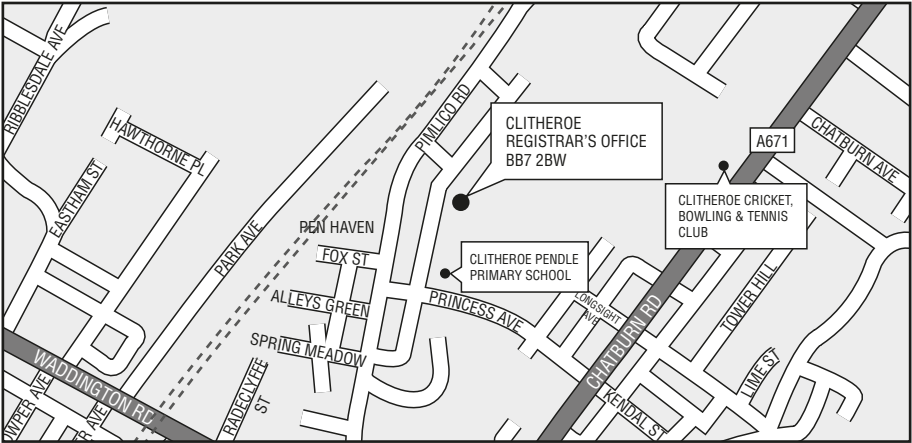 RIBBLESDALE AVE
HAWTHORNE PL
EASTHAM ST
PARK AVE
PIMLICO RD
CLITHEROE
REGISTRAR'S OFFICE
BB7 2BW
A671
CHATBURN AVE
CLITHEROE CRICKET,
BOWLING & TENNIS
CLUB
PEN HAVEN
FOX ST
CLITHEROE PENDLE
PRIMARY SCHOOL
ALLEYS GREEN
PRINCESS AVE
LONGSIGHT
AVE
TOWER HILL
CHATBURN RD
SPRING MEADOW
WADDINGTON RD
RADECLYFFE
ST
LIME ST
KENDAL ST
WPER AVE
ER AVE